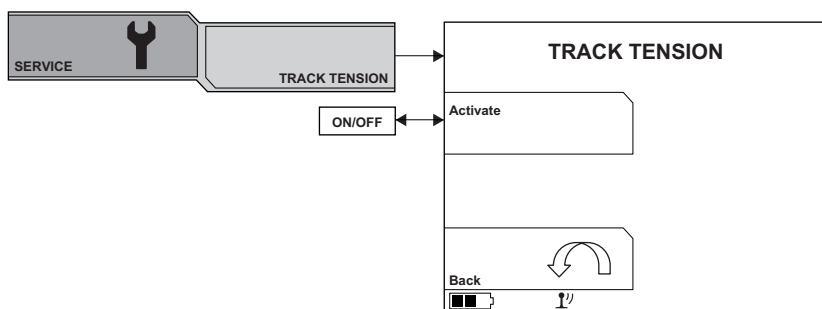 SERVICE
TRACK TENSION
TRACK TENSION
ON/OFF
Activate
Back